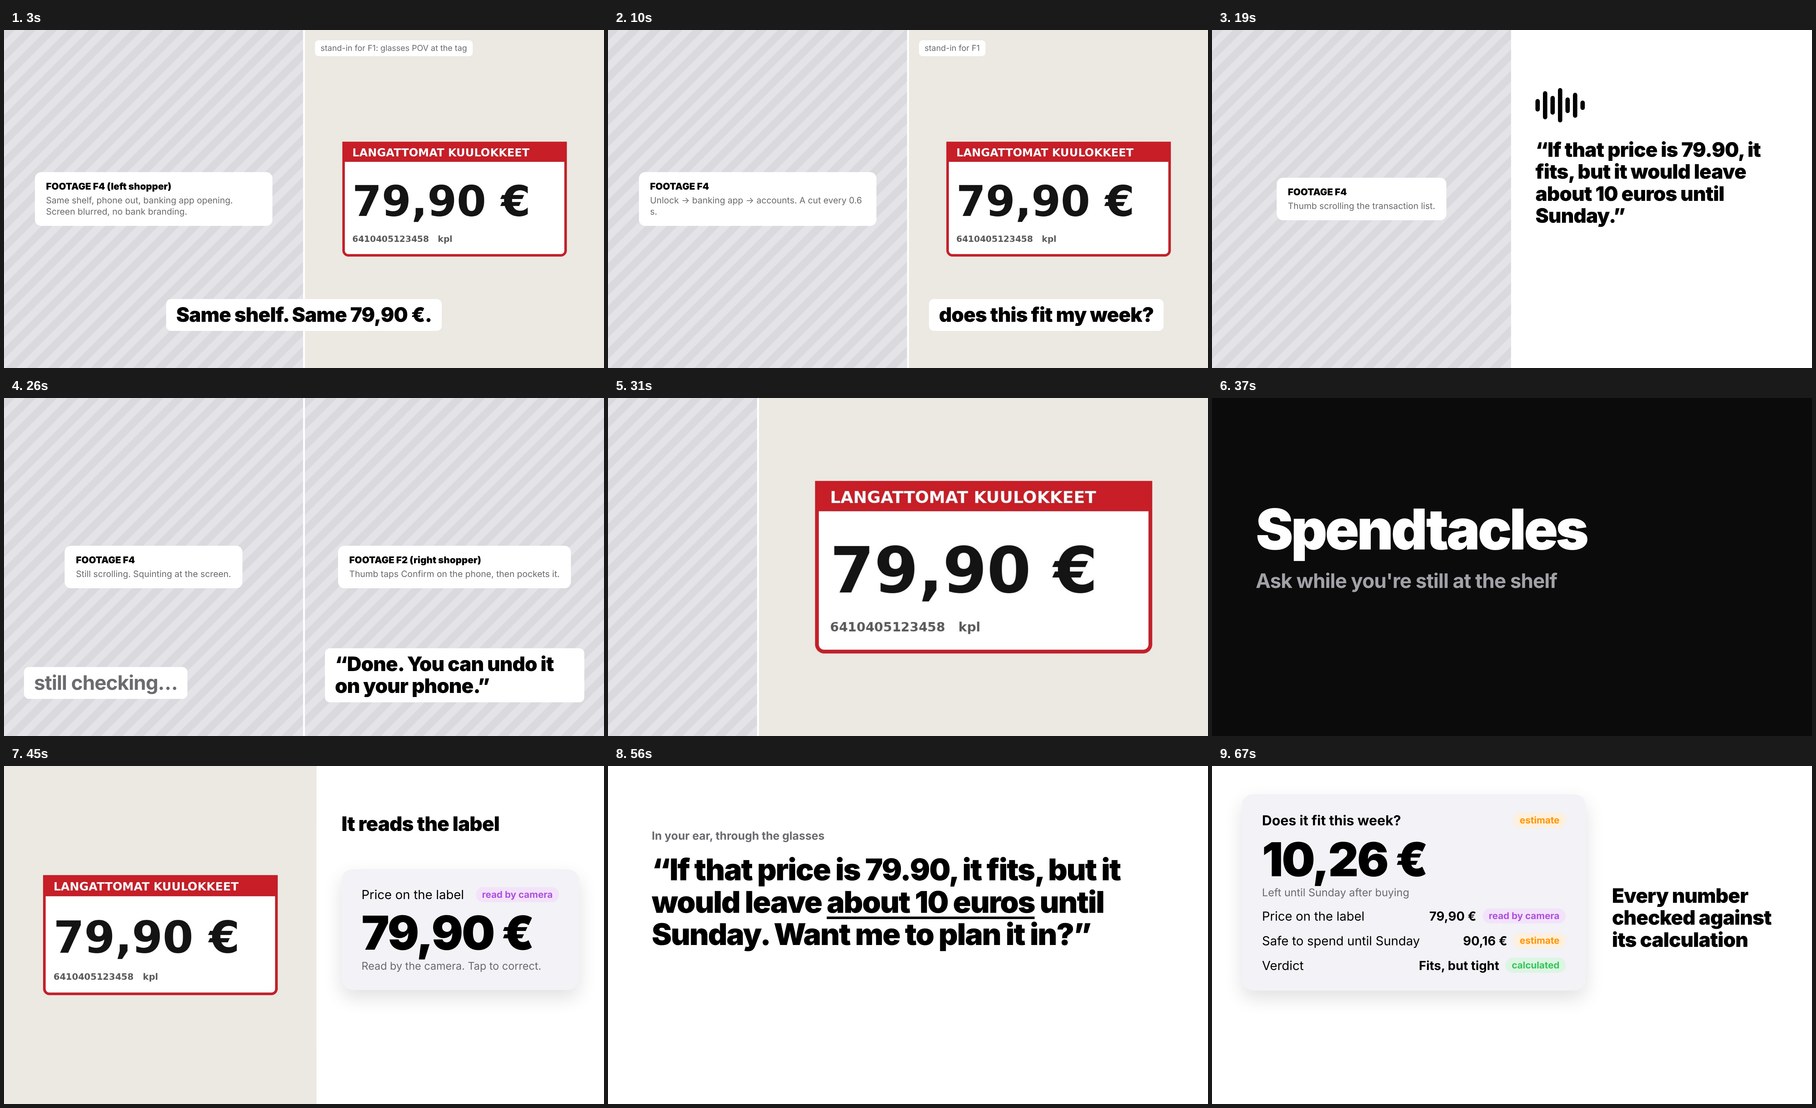 1. 3s
stand-in for F1: glasses POV at the tag
FOOTAGE F4 (left shopper)
Same shelf, phone out, banking app opening.
Screen blurred, no bank branding.
LANGATTOMAT KUULOKKEET
79,90 €
6410405123458 kpl
Same shelf. Same 79,90 €.
2. 10s
stand-in for F1
FOOTAGE F4
Unlock → banking app → accounts. A cut every 0.6
s.
LANGATTOMAT KUULOKKEET
79,90 €
6410405123458 kpl
does this fit my week?
3. 19s
FOOTAGE F4
Thumb scrolling the transaction list.
“If that price is 79.90, it
fits, but it would leave
about 10 euros until
Sunday.”
4. 26s
FOOTAGE F4
Still scrolling. Squinting at the screen.
still checking...
FOOTAGE F2 (right shopper)
Thumb taps Confirm on the phone, then pockets it.
“Done. You can undo it
on your phone.”
5. 31s
LANGATTOMAT KUULOKKEET
79,90 €
6410405123458 kpl
6. 37s
Spendtacles
Ask while you're still at the shelf
7. 45s
LANGATTOMAT KUULOKKEET
79,90 €
6410405123458 kpl
It reads the label
Price on the label read by camera
79,90 €
Read by the camera. Tap to correct.
8. 56s
In your ear, through the glasses
“If that price is 79.90, it fits, but it
would leave about 10 euros until
Sunday. Want me to plan it in?”
9. 67s
Does it fit this week? estimate
10,26 €
Left until Sunday after buying
Price on the label 79,90 € read by camera
Safe to spend until Sunday 90,16 € estimate
Verdict Fits, but tight calculated
Every number
checked against
its calculation